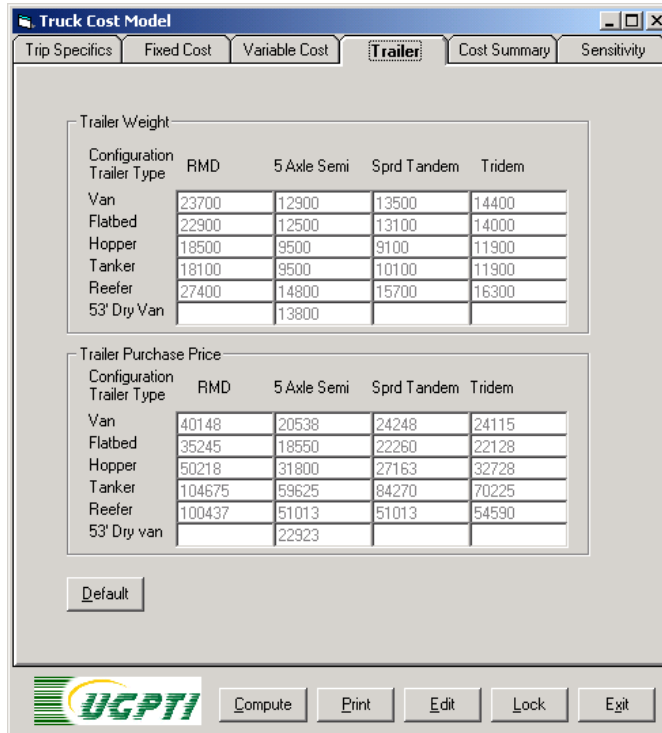 Truck Cost Model
Trip Specifics Fixed Cost Variable Cost Trailer Cost Summary Sensitivity
Trailer Weight
Configuration
Trailer Type RMD 5 Axle Semi Sprd Tandem Tridem
Van 23700 12900 13500 14400
Flatbed 22900 12500 13100 14000
Hopper 18500 9500 9100 11900
Tanker 18100 9500 10100 11900
Reefer 27400 14800 15700 16300
53' Dry Van 13800
Trailer Purchase Price
Configuration
Trailer Type RMD 5 Axle Semi Sprd Tandem Tridem
Van 40148 20538 24248 24115
Flatbed 35245 18550 22260 22128
Hopper 50218 31800 27163 32728
Tanker 104675 59625 84270 70225
Reefer 100437 51013 51013 54590
53' Dry van 22923
Default
UGPTI Compute Print Edit Lock Exit